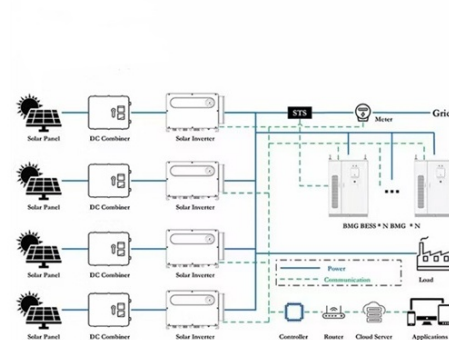 STS
Meter
Solar Panel
DC Combiner
Solar Inverter
Solar Panel
DC Combiner
Solar Inverter
BMG BESS * N BMG * N
Solar Panel
DC Combiner
Solar Inverter
Power
Communication
Load
Solar Panel
DC Combiner
Solar Inverter
Controller
Router
Cloud Server
Applications